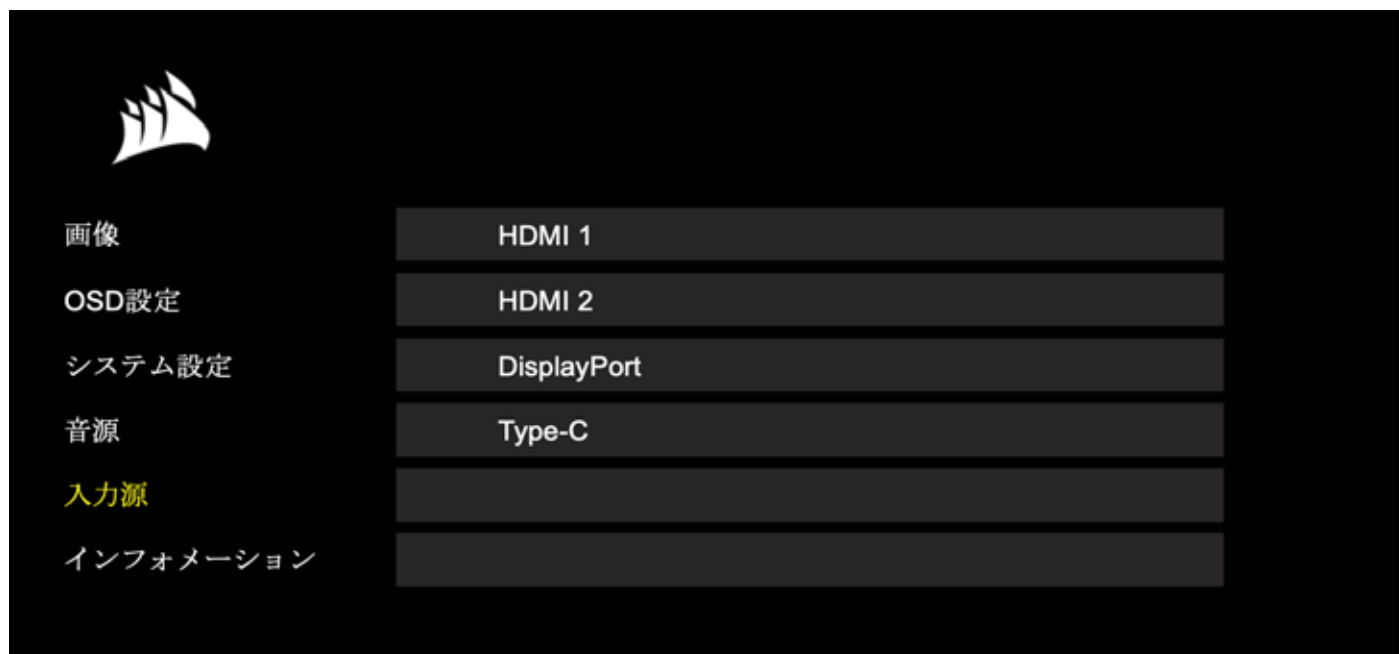 画像 HDMI 1
OSD設定 HDMI 2
システム設定 DisplayPort
音源 Type-C
入力源
インフォメーション